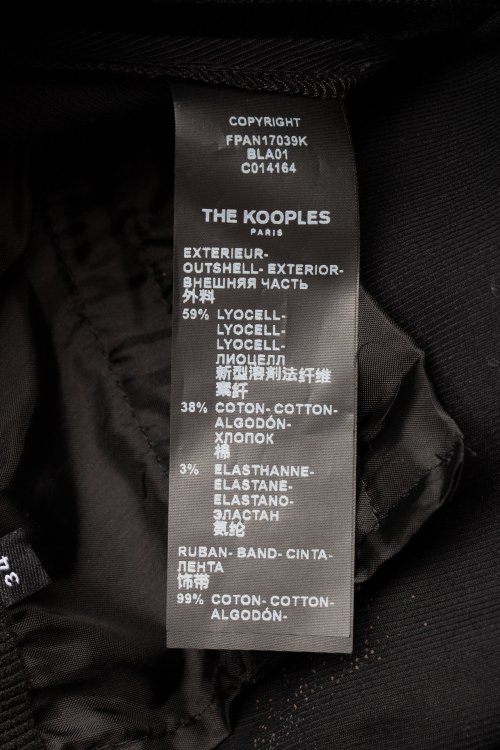 COPYRIGHT
FPAN17039K
BLA01
C014164
THE KOOPLES
PARIS
EXTERIEUR-
OUTSHELL- EXTERIOR-
ВНЕШНЯЯ ЧАСТЬ
外料
59% LYOCELL-
LYOCELL-
LYOCELL-
ЛИОЦЕЛЛ
新型溶剂法纤维
素纤
38% COTON- COTTON-
ALGODÓN-
ХЛОПОК
棉
3% ELASTHANNE-
ELASTANE-
ELASTANO-
ЭЛАСТАН
氨纶
RUBAN- BAND- CINTA-
ЛЕНТА
饰带
99% COTON- COTTON-
ALGODÓN-
34